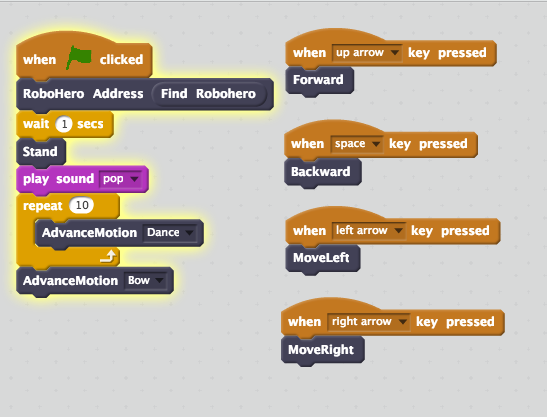 when clicked
RoboHero Address Find Robohero
wait 1 secs
Stand
play sound pop
repeat 10
AdvanceMotion Dance
AdvanceMotion Bow
when up arrow key pressed
Forward
when space key pressed
Backward
when left arrow key pressed
MoveLeft
when right arrow key pressed
MoveRight